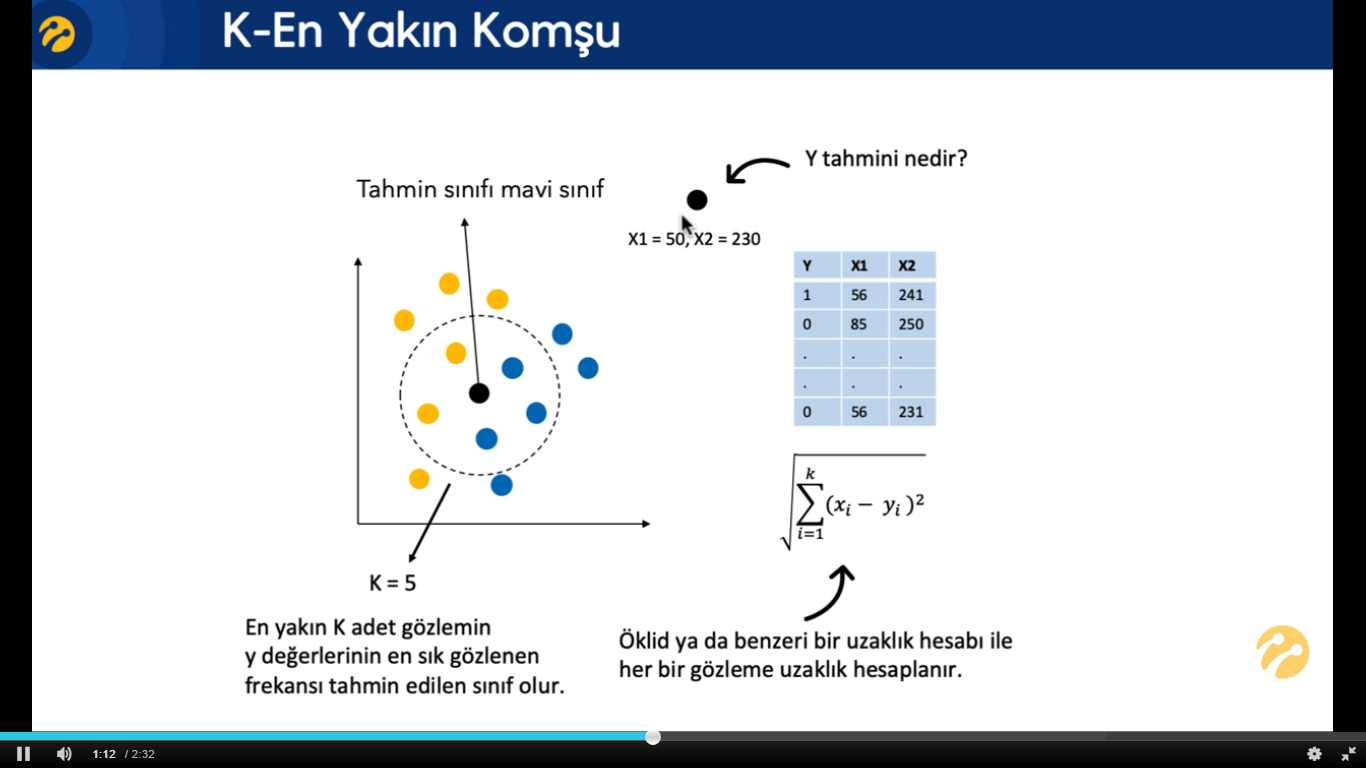 K-En Yakın Komşu
Y tahmini nedir?
Tahmin sınıfı mavi sınıf
X1 = 50, X2 = 230
Y X1 X2
1 56 241
0 85 250
. . .
. . .
0 56 231
k
√∑(xᵢ − yᵢ)²
i=1
K = 5
En yakın K adet gözlemin
y değerlerinin en sık gözlenen
frekansı tahmin edilen sınıf olur.
Öklid ya da benzeri bir uzaklık hesabı ile
her bir gözleme uzaklık hesaplanır.
1:12 / 2:32